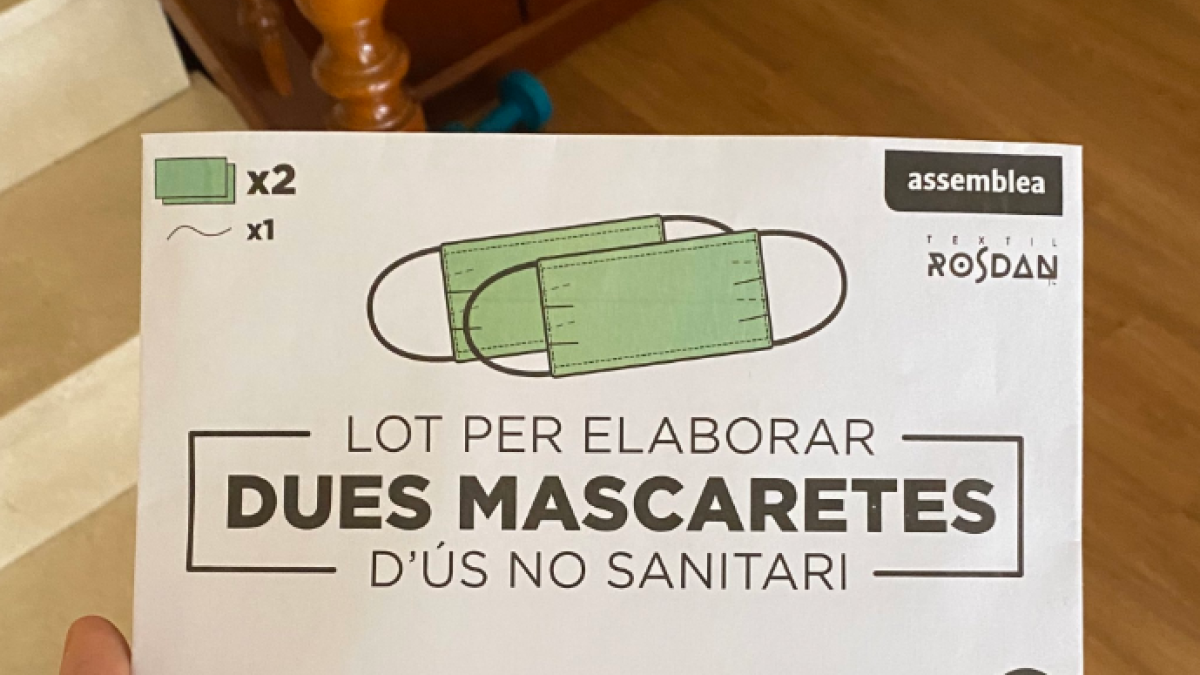 x2
x1
assemblea
TEXTIL
ROSDAN
LOT PER ELABORAR
DUES MASCARETES
D'ÚS NO SANITARI